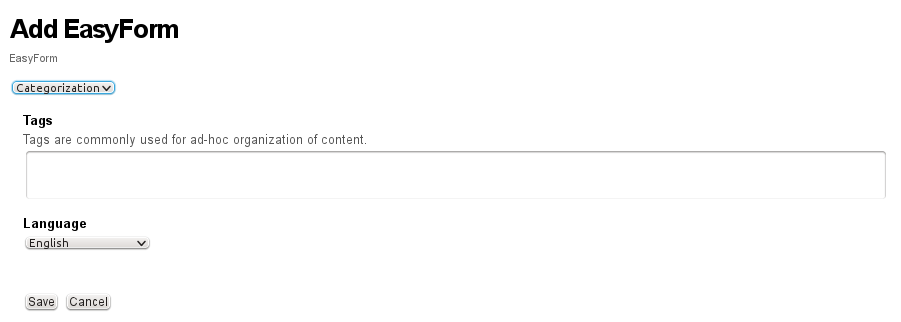 Add EasyForm
EasyForm
Categorization
Tags
Tags are commonly used for ad-hoc organization of content.
Language
English
Save Cancel